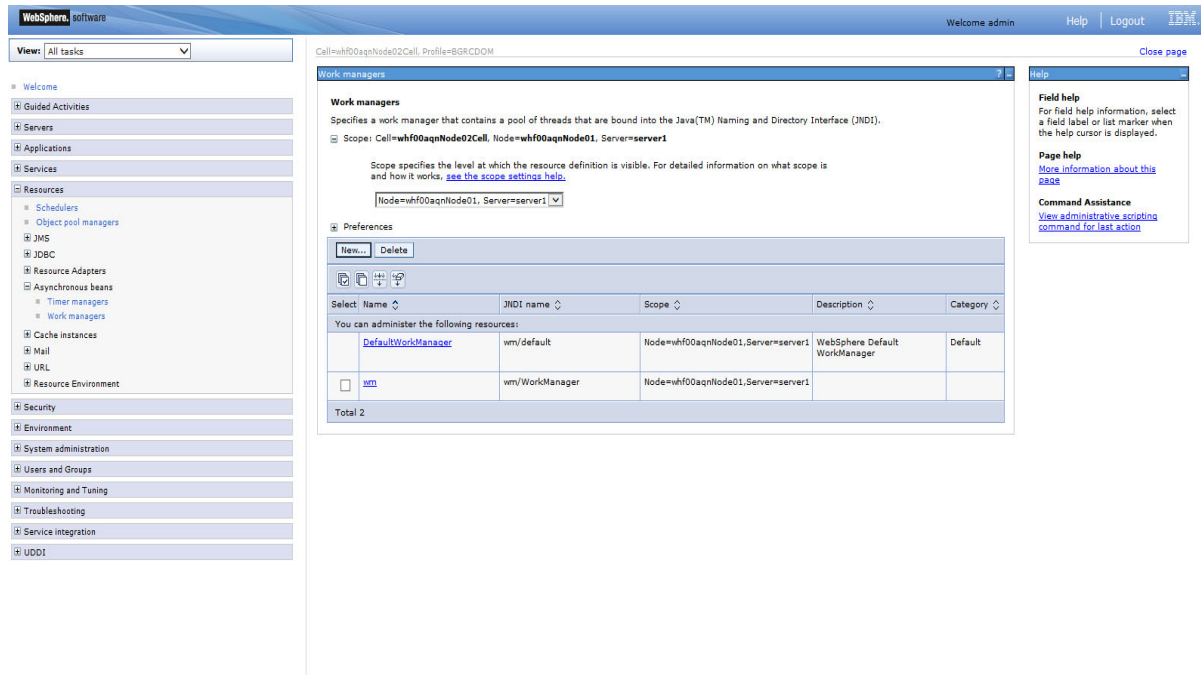 WebSphere. software
Welcome admin
Help | Logout
IBM.
View: All tasks
Welcome
Guided Activities
Servers
Applications
Services
Resources
Schedulers
Object pool managers
JMS
JDBC
Resource Adapters
Asynchronous beans
Timer managers
Work managers
Cache instances
Mail
URL
Resource Environment
Security
Environment
System administration
Users and Groups
Monitoring and Tuning
Troubleshooting
Service integration
UDDI
Cell=whf00aqnNode02Cell, Profile=BGRCDOM
Close page
Work managers
? -
Work managers
Specifies a work manager that contains a pool of threads that are bound into the Java(TM) Naming and Directory Interface (JNDI).
Scope: Cell=whf00aqnNode02Cell, Node=whf00aqnNode01, Server=server1
Scope specifies the level at which the resource definition is visible. For detailed information on what scope is
and how it works, see the scope settings help.
Node=whf00aqnNode01, Server=server1
Preferences
New... Delete
Select Name JNDI name Scope Description Category
You can administer the following resources:
DefaultWorkManager wm/default Node=whf00aqnNode01,Server=server1 WebSphere Default Default
WorkManager
wm wm/WorkManager Node=whf00aqnNode01,Server=server1
Total 2
Help
-
Field help
For field help information, select
a field label or list marker when
the help cursor is displayed.
Page help
More information about this
page
Command Assistance
View administrative scripting
command for last action